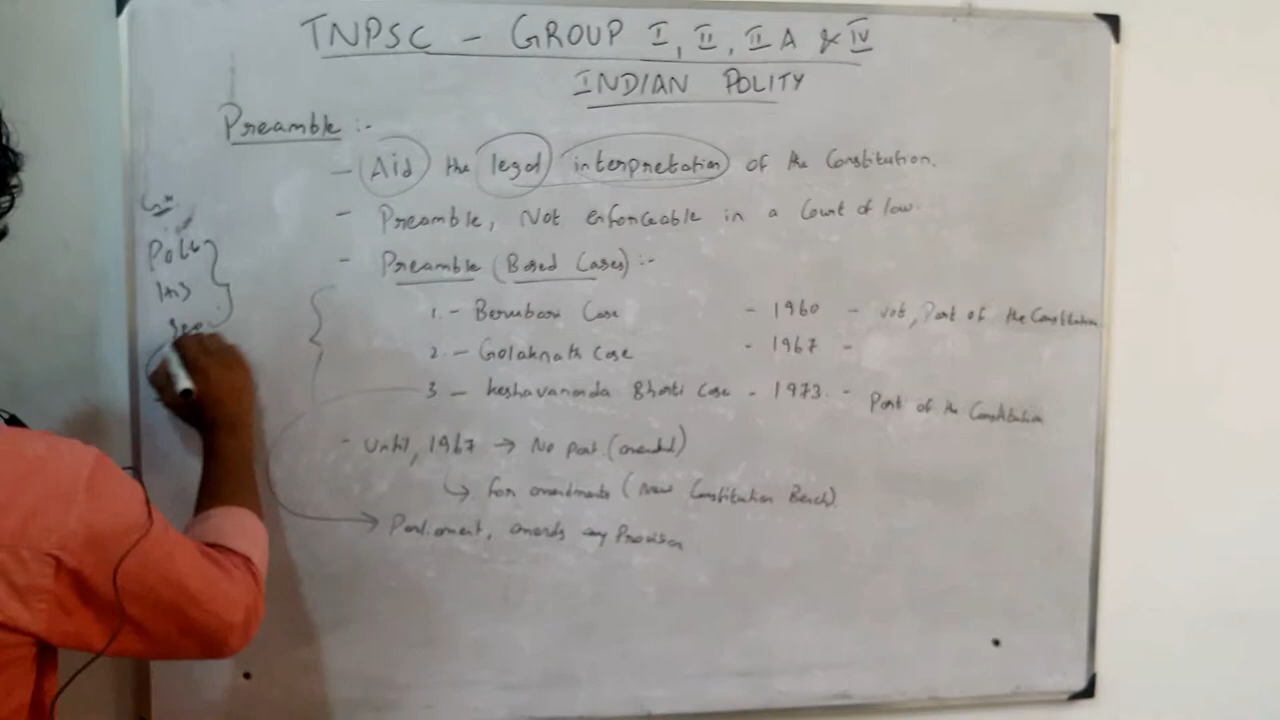 TNPSC - GROUP I, II, II A & IV
INDIAN POLITY
Preamble :-
- Aid the legal interpretation of the Constitution.
- Preamble, Not enforceable in a Court of law.
- Preamble (Based Cases) :-
1. - Berubari Case - 1960 - Not, Part of the Constitution
2. - Golaknath Case - 1967 -
3 - Keshavananda Bharti Case - 1973. - Part of the Constitution
- Until, 1967 → No part. (amended)
↳ For amendments (New Constitution Bench)
→ Parliament, amends any Provision